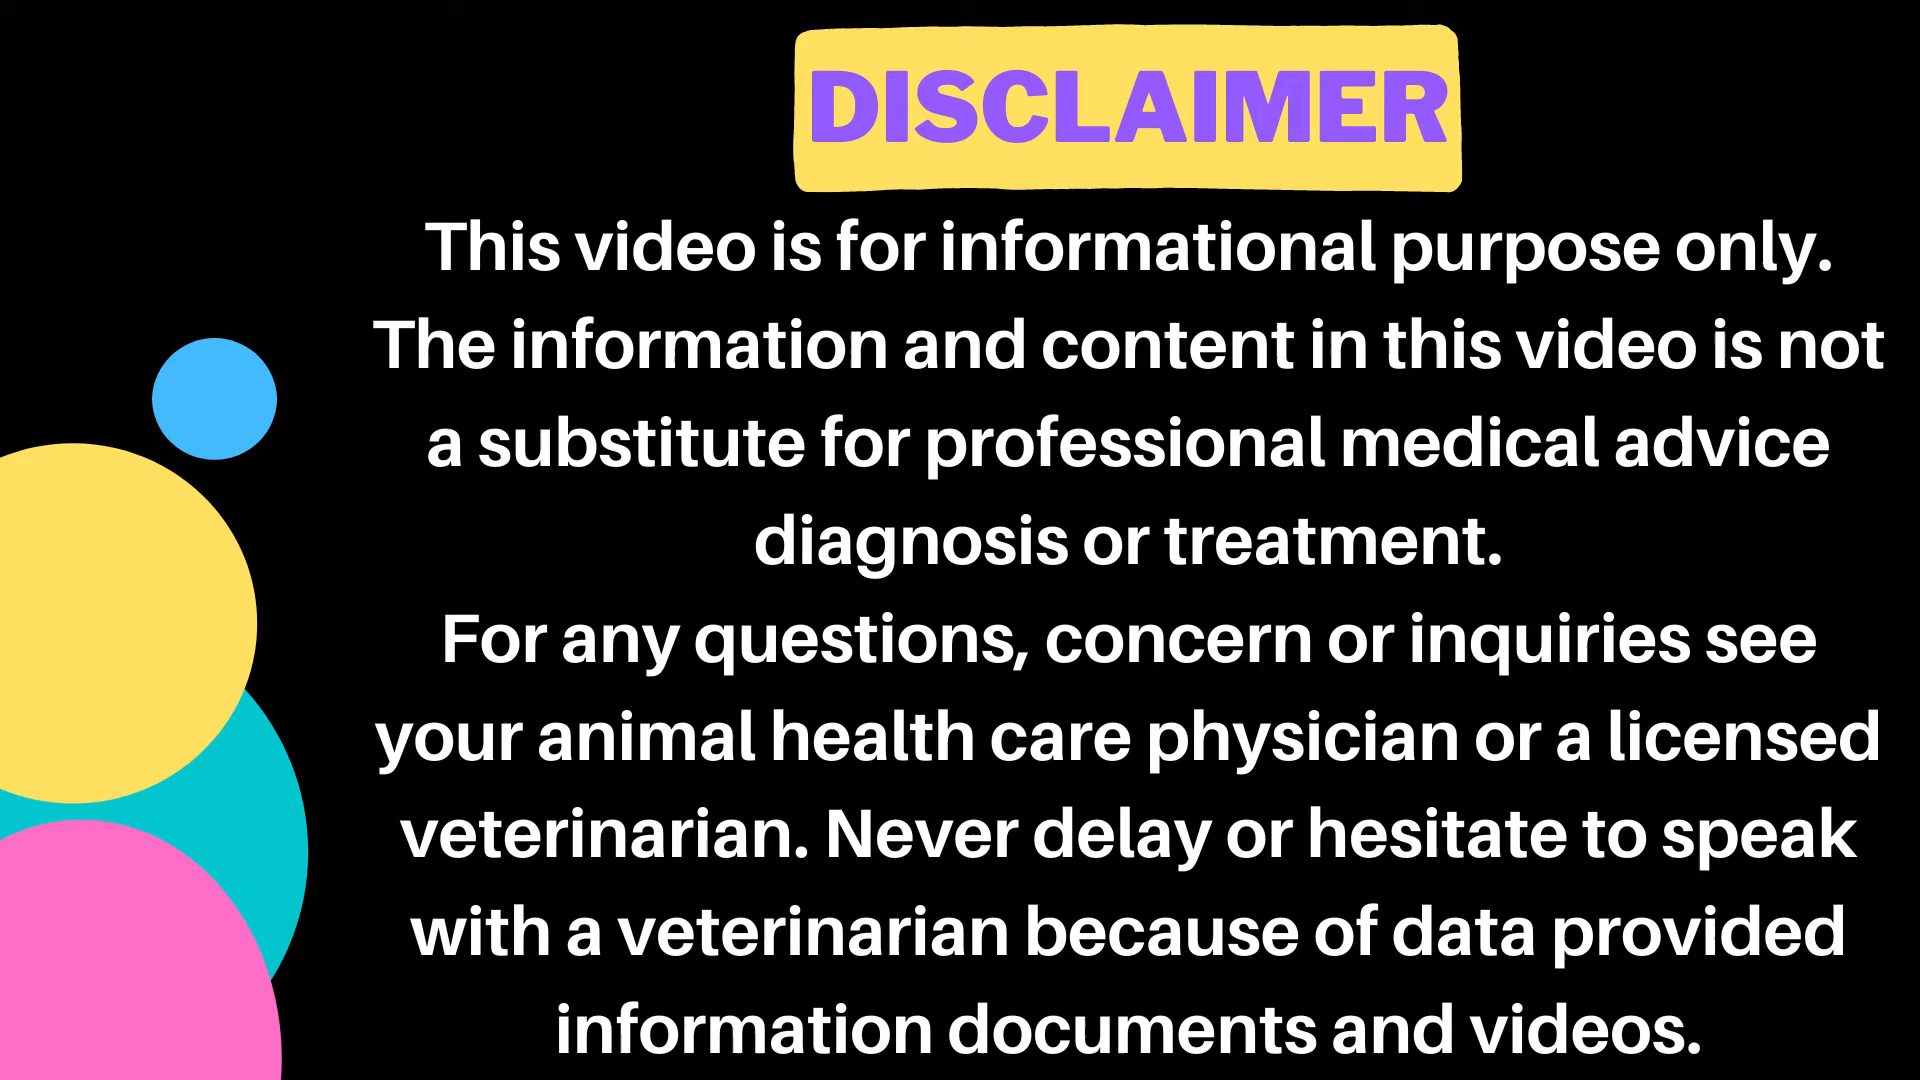 DISCLAIMER
This video is for informational purpose only.
The information and content in this video is not
a substitute for professional medical advice
diagnosis or treatment.
For any questions, concern or inquiries see
your animal health care physician or a licensed
veterinarian. Never delay or hesitate to speak
with a veterinarian because of data provided
information documents and videos.